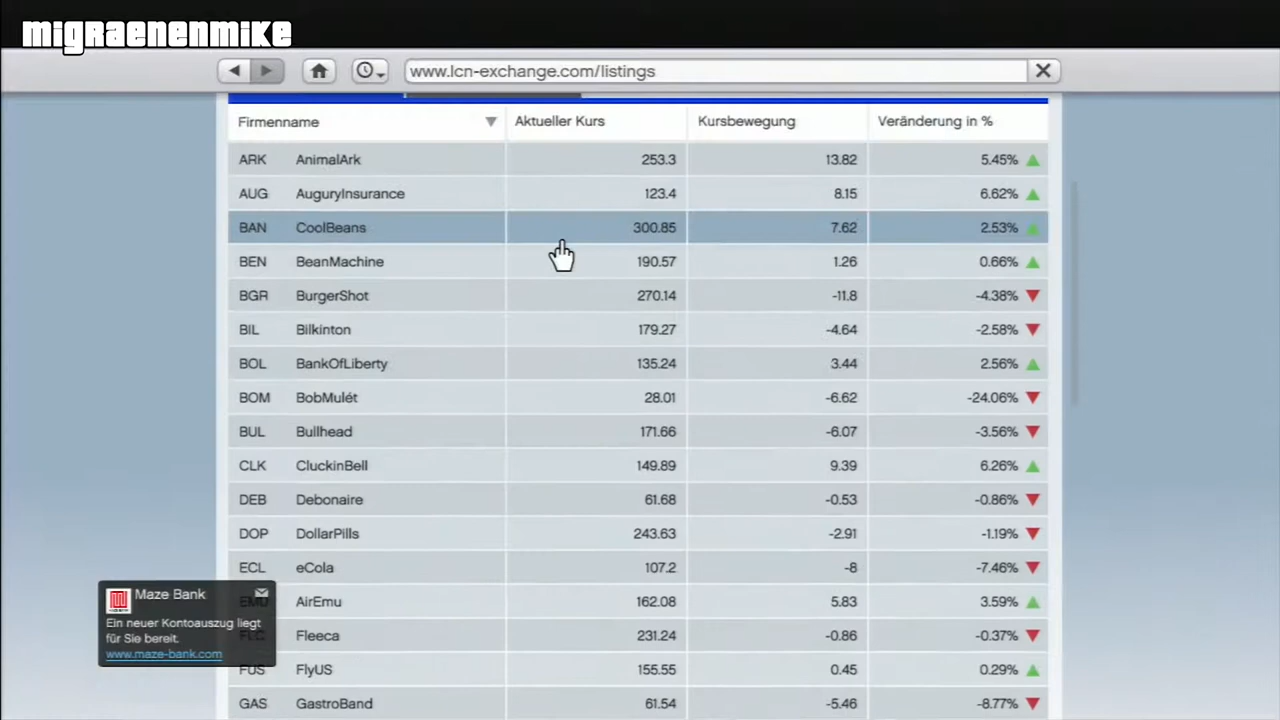 migraenenmike
www.lcn-exchange.com/listings
Firmenname Aktueller Kurs Kursbewegung Veränderung in %
ARK AnimalArk 253.3 13.82 5.45%
AUG AuguryInsurance 123.4 8.15 6.62%
BAN CoolBeans 300.85 7.62 2.53%
BEN BeanMachine 190.57 1.26 0.66%
BGR BurgerShot 270.14 -11.8 -4.38%
BIL Bilkinton 179.27 -4.64 -2.58%
BOL BankOfLiberty 135.24 3.44 2.56%
BOM BobMulét 28.01 -6.62 -24.06%
BUL Bullhead 171.66 -6.07 -3.56%
CLK CluckinBell 149.89 9.39 6.26%
DEB Debonaire 61.68 -0.53 -0.86%
DOP DollarPills 243.63 -2.91 -1.19%
ECL eCola 107.2 -8 -7.46%
EMU AirEmu 162.08 5.83 3.59%
FLC Fleeca 231.24 -0.86 -0.37%
FUS FlyUS 155.55 0.45 0.29%
GAS GastroBand 61.54 -5.46 -8.77%
Maze Bank
Ein neuer Kontoauszug liegt
für Sie bereit.
www.maze-bank.com